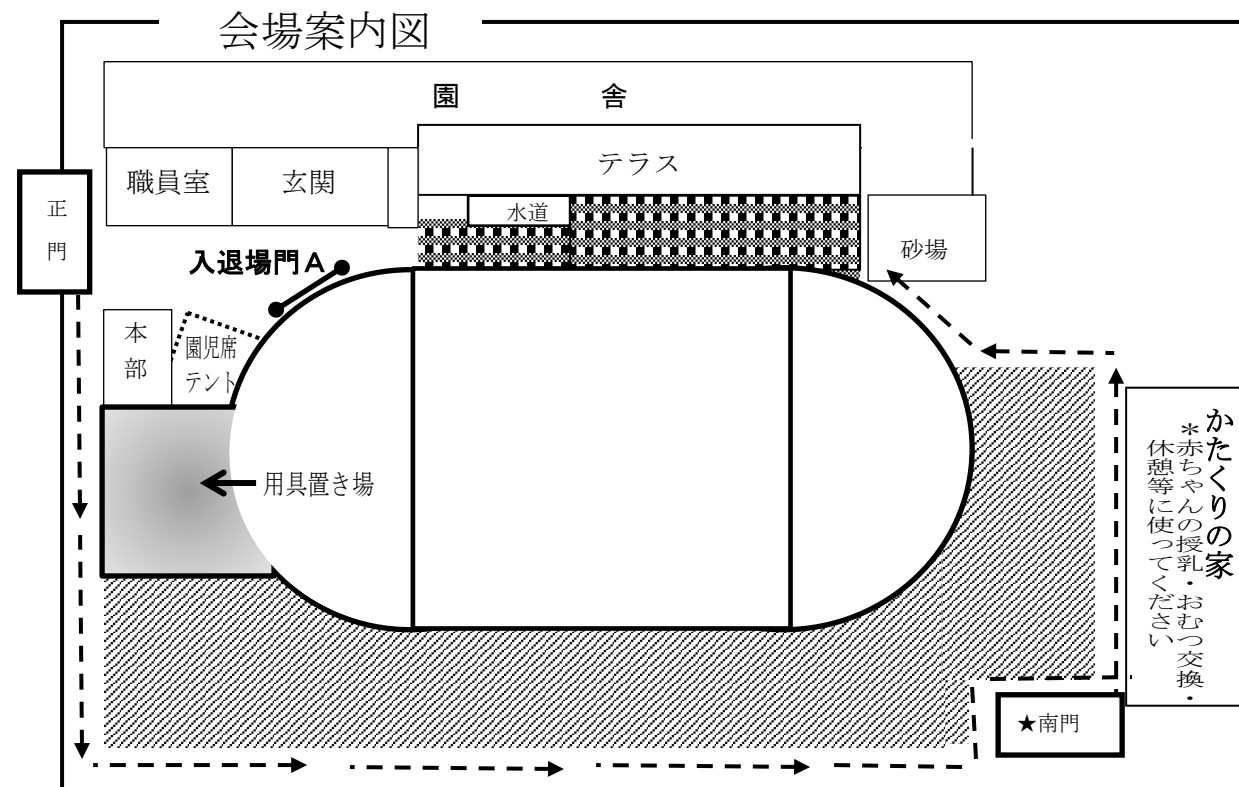 会場案内図
園 舎
テラス
職員室
玄関
水道
正門
砂場
入退場門A
本部
園児席
テント
用具置き場
かたくりの家
*赤ちゃんの授乳・おむつ交換・
休憩等に使ってください
★南門